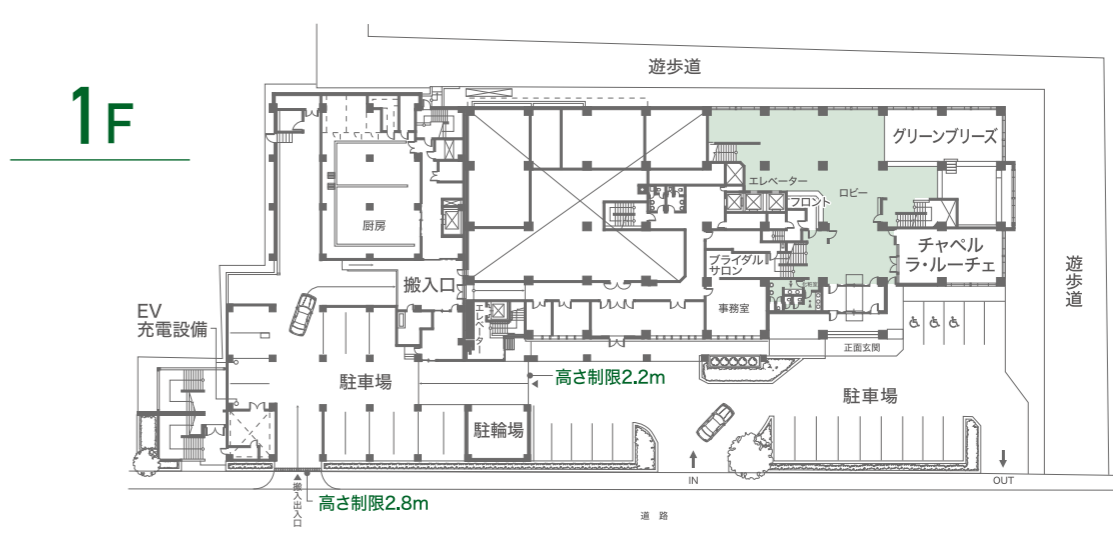 1F
遊歩道
グリーンブリーズ
エレベーター
ロビー
フロント
厨房
チャペル
ラ・ルーチェ
ブライダル
サロン
遊歩道
搬入口
EV
充電設備
エレベーター
事務室
正面玄関
高さ制限2.2m
駐車場
駐車場
駐輪場
IN
OUT
搬出入口
高さ制限2.8m
道路